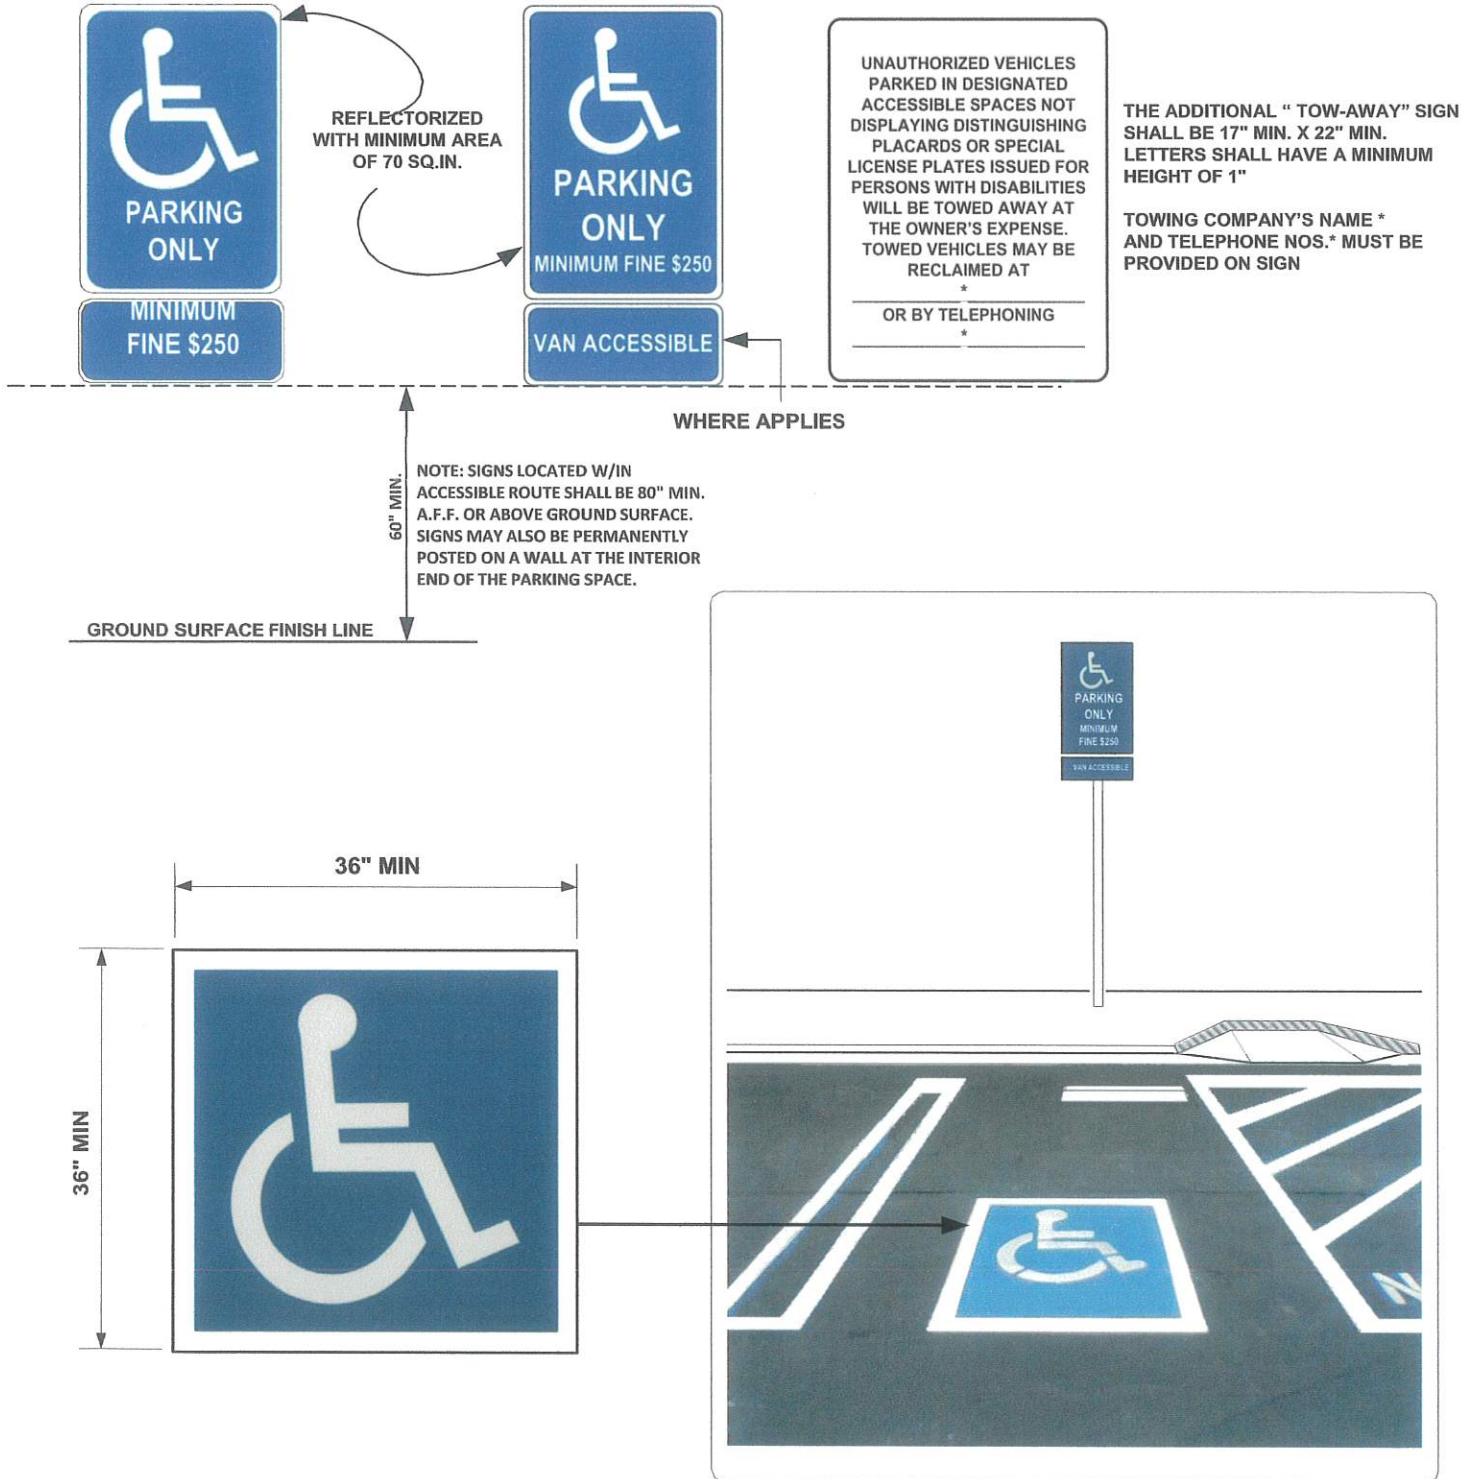 PARKING
ONLY
MINIMUM
FINE $250
REFLECTORIZED
WITH MINIMUM AREA
OF 70 SQ.IN.
PARKING
ONLY
MINIMUM FINE $250
VAN ACCESSIBLE
WHERE APPLIES
UNAUTHORIZED VEHICLES
PARKED IN DESIGNATED
ACCESSIBLE SPACES NOT
DISPLAYING DISTINGUISHING
PLACARDS OR SPECIAL
LICENSE PLATES ISSUED FOR
PERSONS WITH DISABILITIES
WILL BE TOWED AWAY AT
THE OWNER'S EXPENSE.
TOWED VEHICLES MAY BE
RECLAIMED AT
*
OR BY TELEPHONING
*
THE ADDITIONAL " TOW-AWAY" SIGN
SHALL BE 17" MIN. X 22" MIN.
LETTERS SHALL HAVE A MINIMUM
HEIGHT OF 1"
TOWING COMPANY'S NAME *
AND TELEPHONE NOS.* MUST BE
PROVIDED ON SIGN
60" MIN.
NOTE: SIGNS LOCATED W/IN
ACCESSIBLE ROUTE SHALL BE 80" MIN.
A.F.F. OR ABOVE GROUND SURFACE.
SIGNS MAY ALSO BE PERMANENTLY
POSTED ON A WALL AT THE INTERIOR
END OF THE PARKING SPACE.
GROUND SURFACE FINISH LINE
PARKING
ONLY
MINIMUM
FINE $250
VAN ACCESSIBLE
36" MIN
36" MIN
N